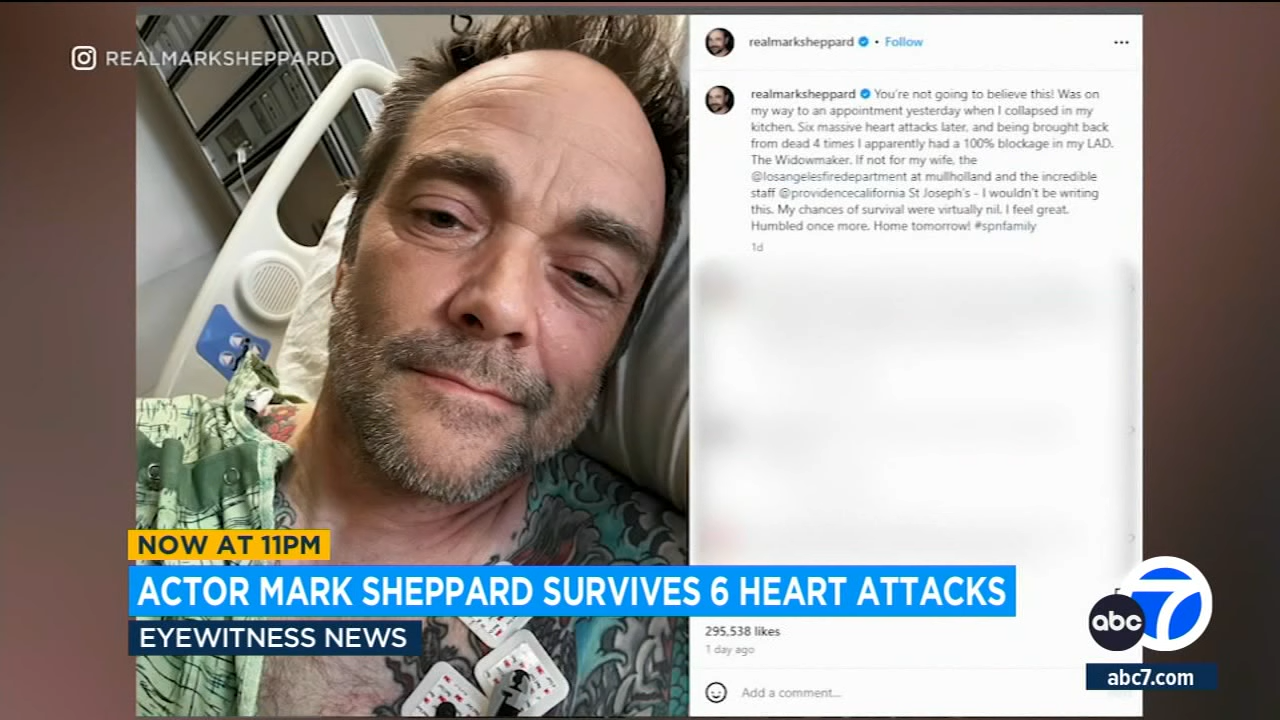 REALMARKSHEPPARD
realmarksheppard • Follow
realmarksheppard You're not going to believe this! Was on
my way to an appointment yesterday when I collapsed in my
kitchen. Six massive heart attacks later, and being brought back
from dead 4 times I apparently had a 100% blockage in my LAD.
The Widowmaker. If not for my wife, the
@losangelesfiredepartment at mullholland and the incredible
staff @providencecalifornia St Joseph's - I wouldn't be writing
this. My chances of survival were virtually nil. I feel great.
Humbled once more. Home tomorrow! #spnfamily
1d
NOW AT 11PM
ACTOR MARK SHEPPARD SURVIVES 6 HEART ATTACKS
EYEWITNESS NEWS
295,538 likes
1 day ago
Add a comment...
abc 7
abc7.com